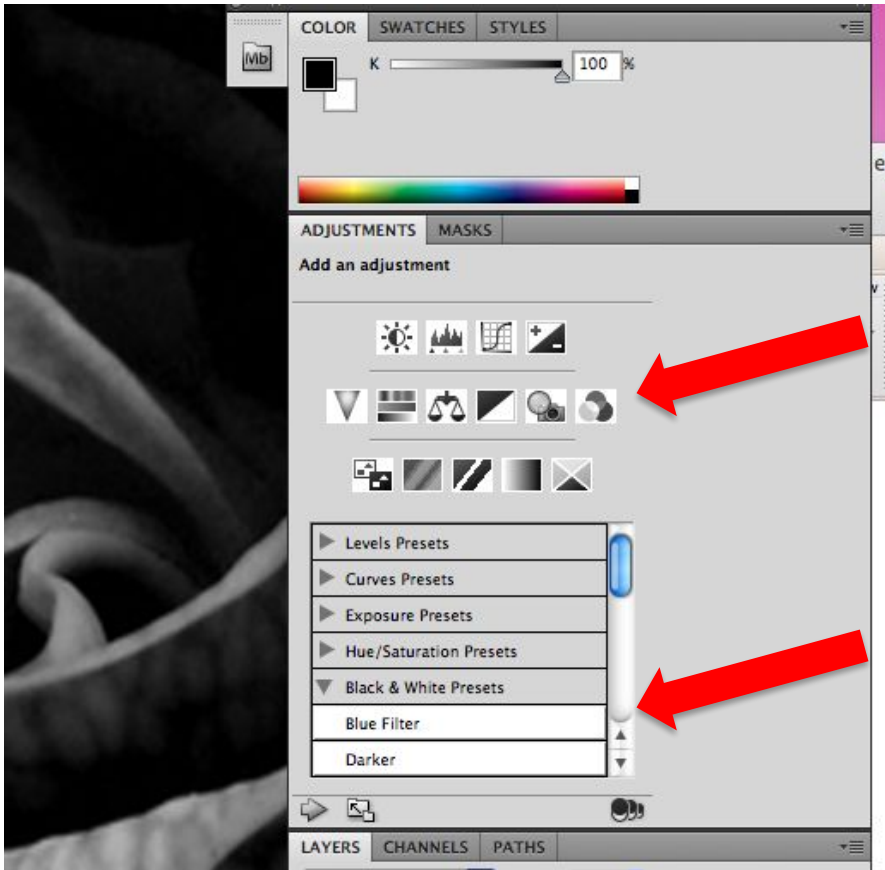 COLOR SWATCHES STYLES
Mb
K 100 %
e
ADJUSTMENTS MASKS
Add an adjustment
w
Levels Presets
Curves Presets
Exposure Presets
Hue/Saturation Presets
Black & White Presets
Blue Filter
Darker
LAYERS CHANNELS PATHS